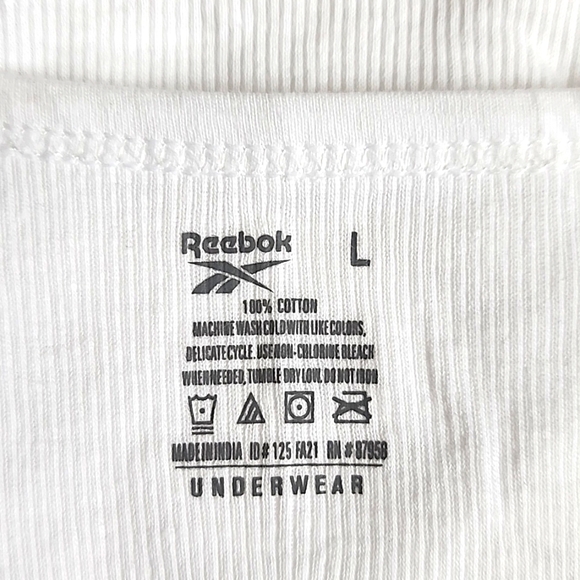 Reebok L
100% COTTON
MACHINE WASH COLD WITH LIKE COLORS,
DELICATE CYCLE. USE NON-CHLORINE BLEACH
WHEN NEEDED, TUMBLE DRY LOW. DO NOT IRON
MADE IN INDIA ID# 125 FA21 RN # 87958
UNDERWEAR